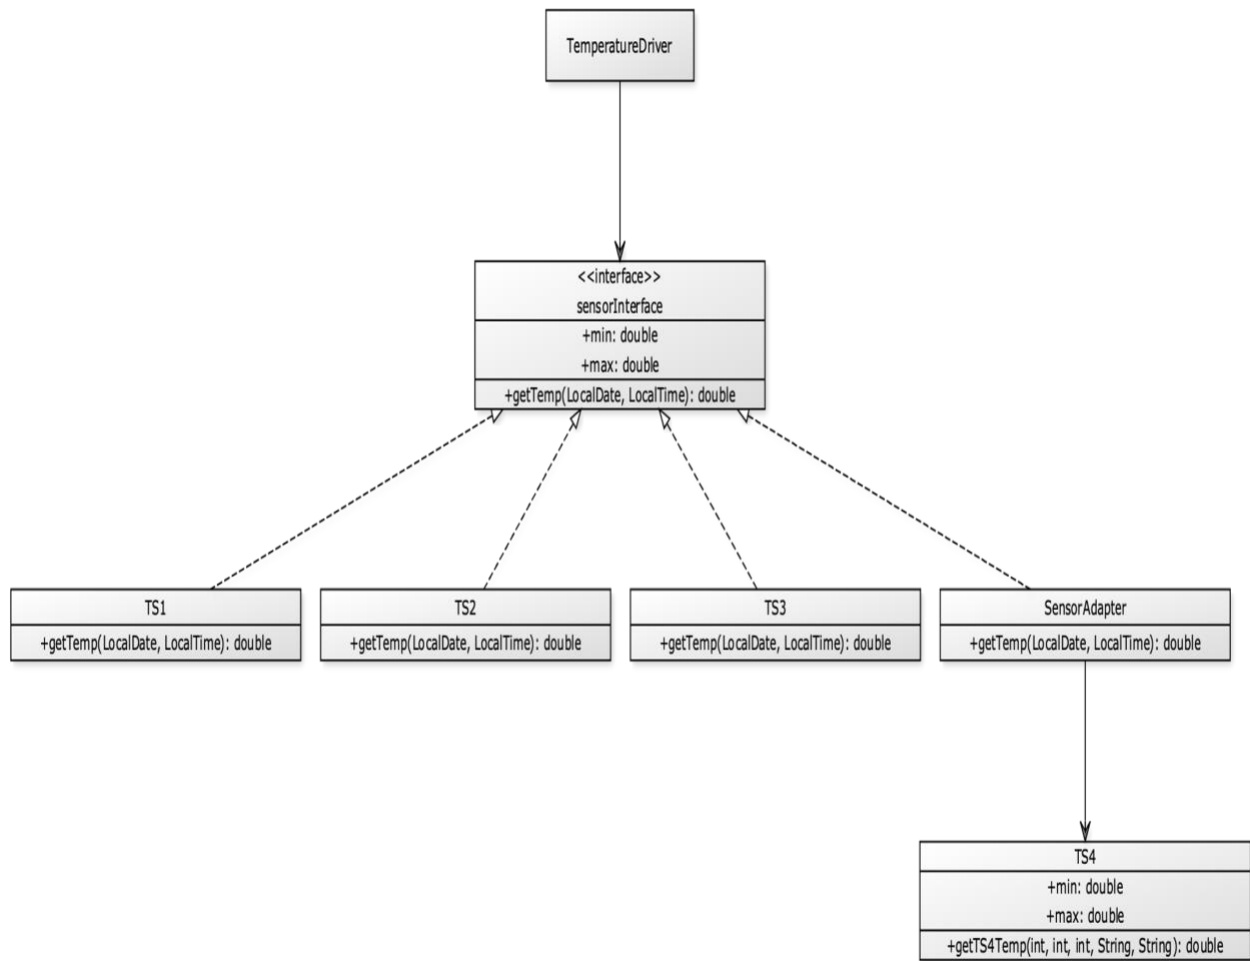 TemperatureDriver
<<interface>>
sensorInterface
+min: double
+max: double
+getTemp(LocalDate, LocalTime): double
TS1
+getTemp(LocalDate, LocalTime): double
TS2
+getTemp(LocalDate, LocalTime): double
TS3
+getTemp(LocalDate, LocalTime): double
SensorAdapter
+getTemp(LocalDate, LocalTime): double
TS4
+min: double
+max: double
+getTS4Temp(int, int, int, String, String): double